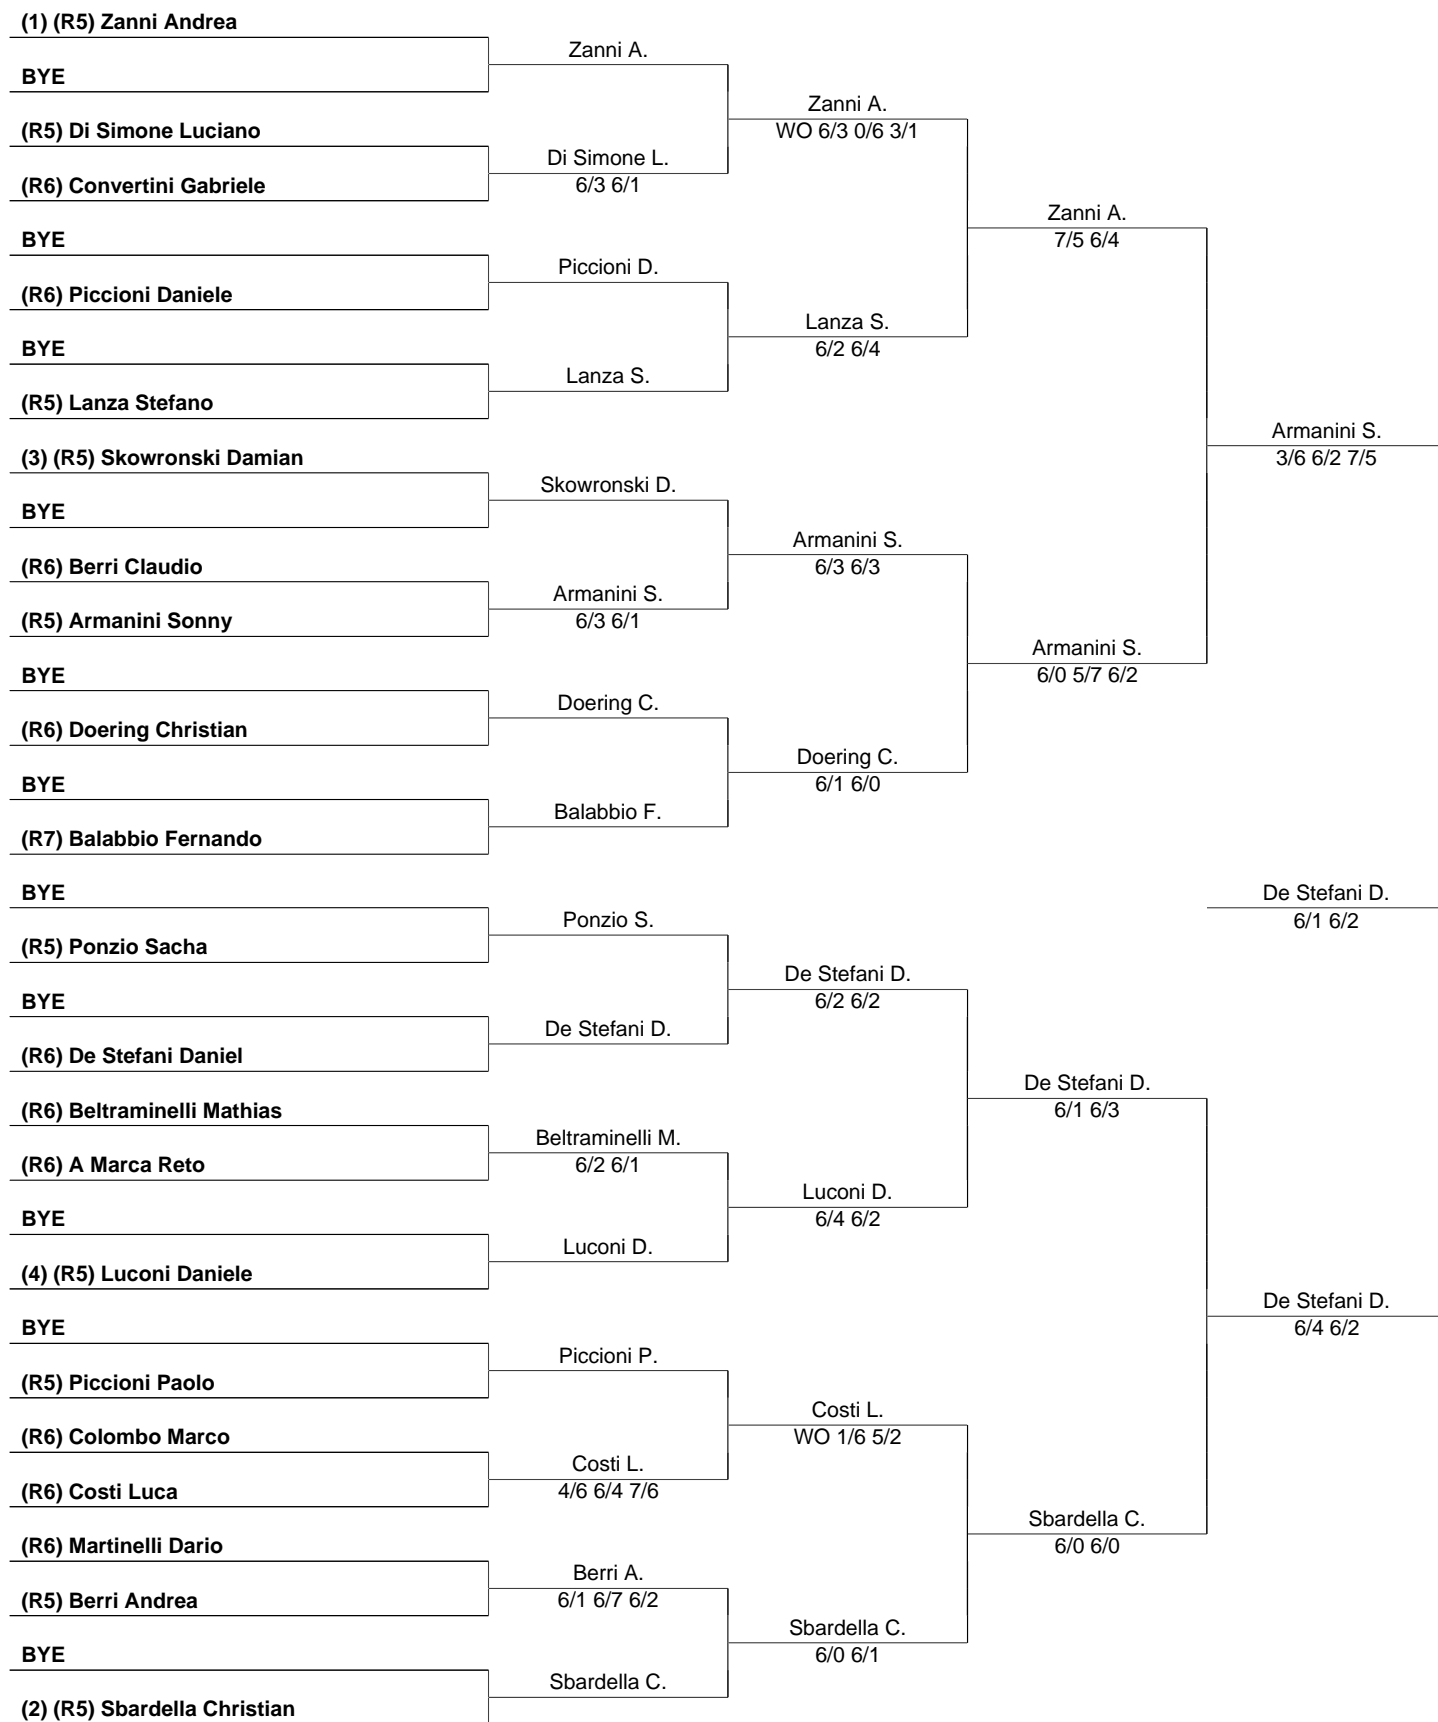 (1) (R5) Zanni Andrea
BYE
(R5) Di Simone Luciano
(R6) Convertini Gabriele
BYE
(R6) Piccioni Daniele
BYE
(R5) Lanza Stefano
(3) (R5) Skowronski Damian
BYE
(R6) Berri Claudio
(R5) Armanini Sonny
BYE
(R6) Doering Christian
BYE
(R7) Balabbio Fernando
BYE
(R5) Ponzio Sacha
BYE
(R6) De Stefani Daniel
(R6) Beltraminelli Mathias
(R6) A Marca Reto
BYE
(4) (R5) Luconi Daniele
BYE
(R5) Piccioni Paolo
(R6) Colombo Marco
(R6) Costi Luca
(R6) Martinelli Dario
(R5) Berri Andrea
BYE
(2) (R5) Sbardella Christian
Zanni A.
Di Simone L.
6/3 6/1
Piccioni D.
Lanza S.
Skowronski D.
Armanini S.
6/3 6/1
Doering C.
Balabbio F.
Ponzio S.
De Stefani D.
Beltraminelli M.
6/2 6/1
Luconi D.
Piccioni P.
Costi L.
4/6 6/4 7/6
Berri A.
6/1 6/7 6/2
Sbardella C.
Zanni A.
WO 6/3 0/6 3/1
Lanza S.
6/2 6/4
Armanini S.
6/3 6/3
Doering C.
6/1 6/0
De Stefani D.
6/2 6/2
Luconi D.
6/4 6/2
Costi L.
WO 1/6 5/2
Sbardella C.
6/0 6/1
Zanni A.
7/5 6/4
Armanini S.
6/0 5/7 6/2
De Stefani D.
6/1 6/3
Sbardella C.
6/0 6/0
Armanini S.
3/6 6/2 7/5
De Stefani D.
6/1 6/2
De Stefani D.
6/4 6/2